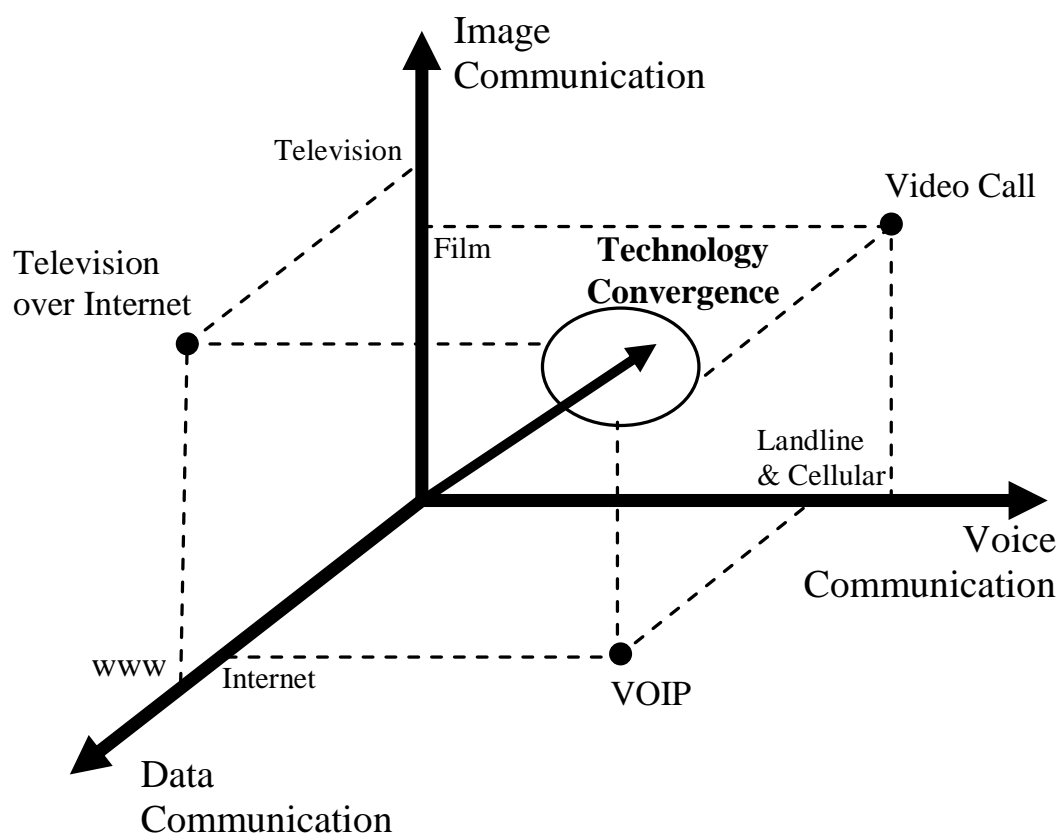 Image
Communication
Television
Video Call
Film
Technology
Convergence
Television
over Internet
Landline
& Cellular
Voice
Communication
www
Internet
VOIP
Data
Communication